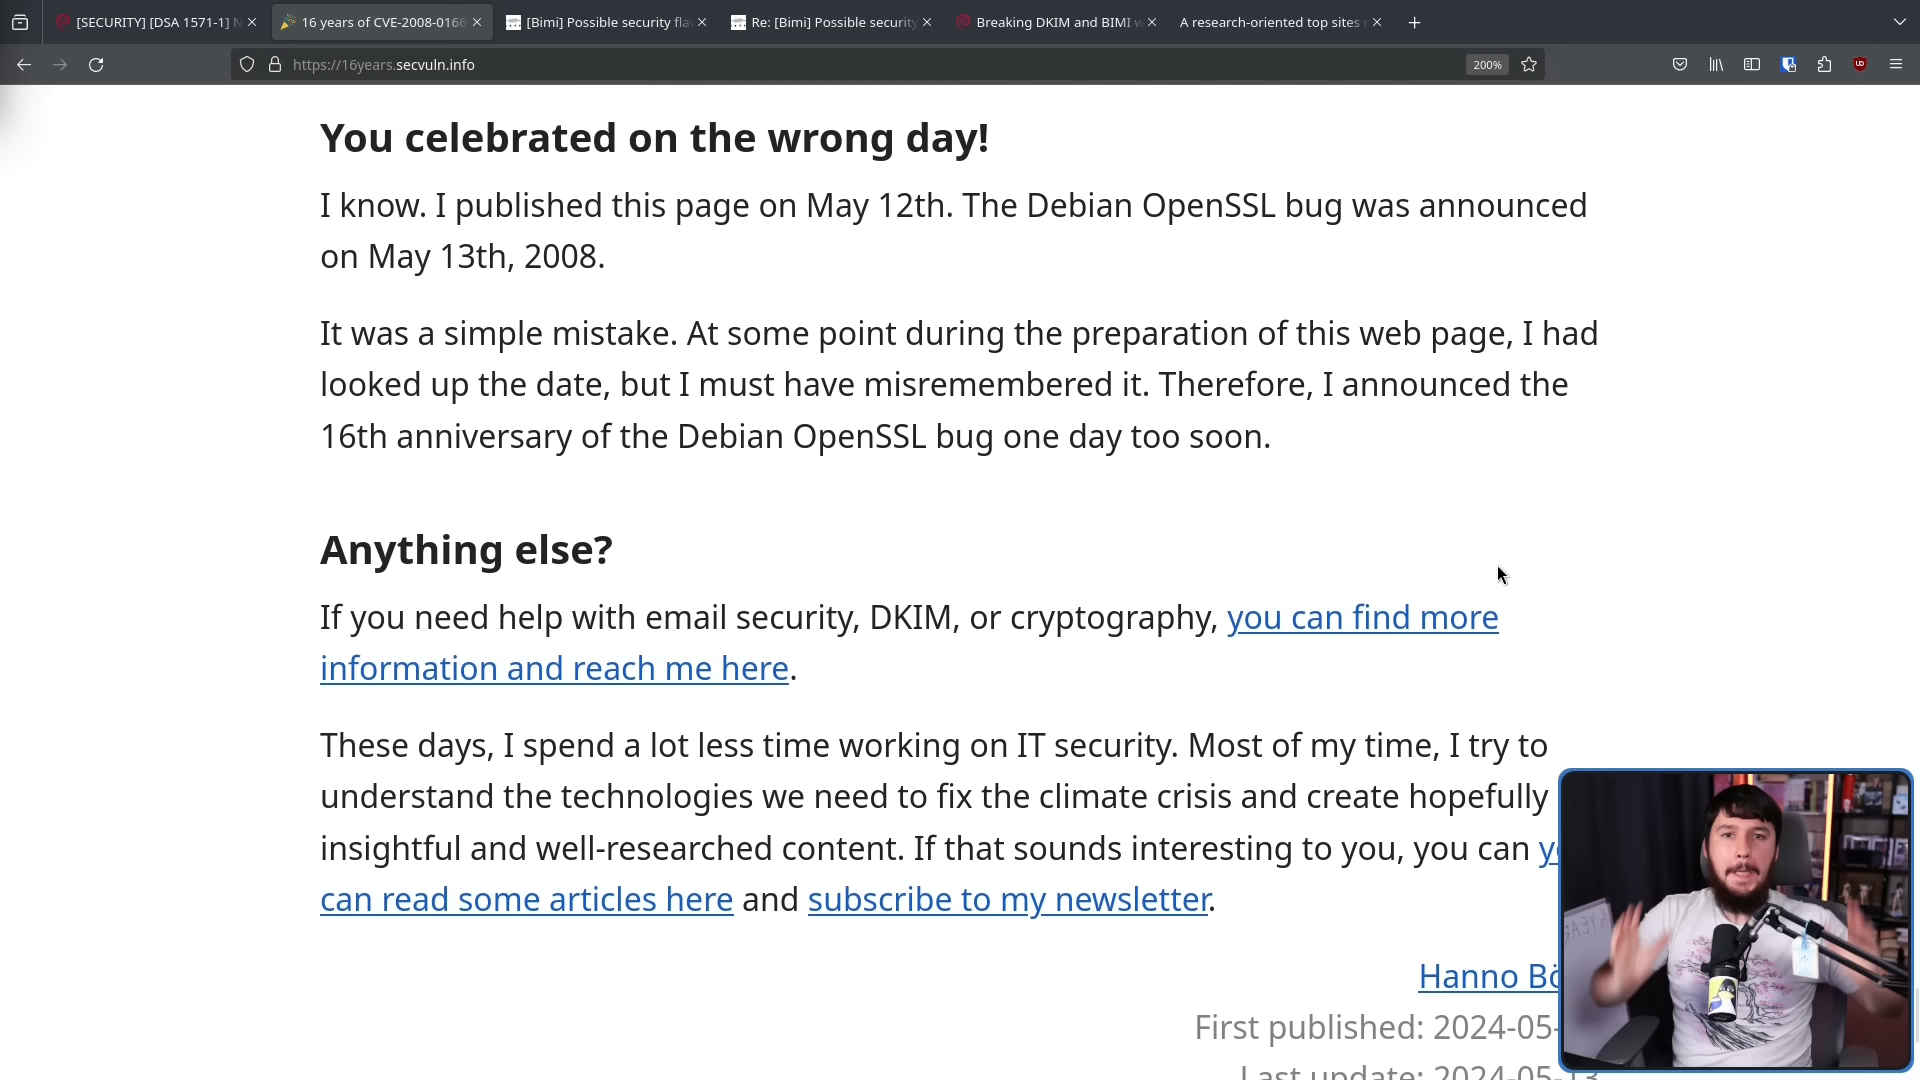 [SECURITY] [DSA 1571-1] N
16 years of CVE-2008-0166
[Bimi] Possible security fla
Re: [Bimi] Possible security
Breaking DKIM and BIMI w
A research-oriented top sites r
https://16years.secvuln.info
200%
You celebrated on the wrong day!
I know. I published this page on May 12th. The Debian OpenSSL bug was announced
on May 13th, 2008.
It was a simple mistake. At some point during the preparation of this web page, I had
looked up the date, but I must have misremembered it. Therefore, I announced the
16th anniversary of the Debian OpenSSL bug one day too soon.
Anything else?
If you need help with email security, DKIM, or cryptography, you can find more
information and reach me here.
These days, I spend a lot less time working on IT security. Most of my time, I try to
understand the technologies we need to fix the climate crisis and create hopefully
insightful and well-researched content. If that sounds interesting to you, you can y
can read some articles here and subscribe to my newsletter.
Hanno Bö
First published: 2024-05-
Last update: 2024-05-13